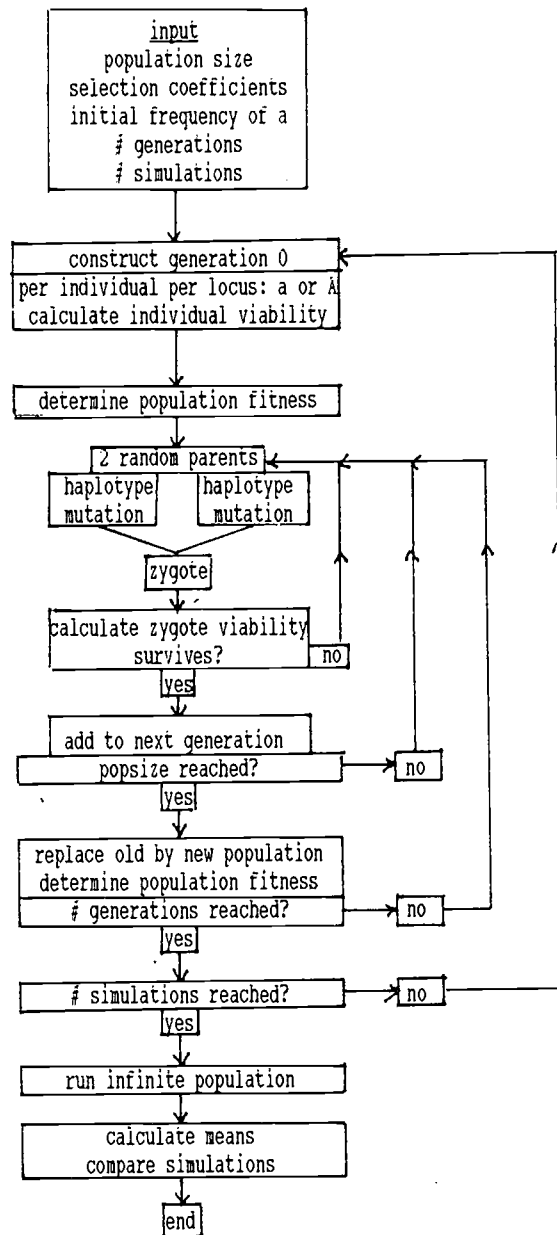 input
population size
selection coefficients
initial frequency of a
# generations
# simulations
construct generation 0
per individual per locus: a or A
calculate individual viability
determine population fitness
2 random parents
haplotype haplotype
mutation mutation
zygote
calculate zygote viability
survives? no
yes
add to next generation
popsize reached? no
yes
replace old by new population
determine population fitness
# generations reached? no
yes
# simulations reached? no
yes
run infinite population
calculate means
compare simulations
end